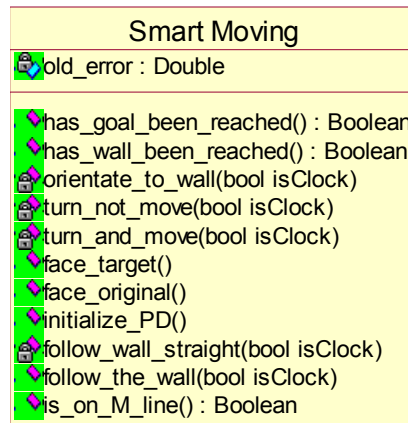 Smart Moving
old_error : Double
has_goal_been_reached() : Boolean
has_wall_been_reached() : Boolean
orientate_to_wall(bool isClock)
turn_not_move(bool isClock)
turn_and_move(bool isClock)
face_target()
face_original()
initialize_PD()
follow_wall_straight(bool isClock)
follow_the_wall(bool isClock)
is_on_M_line() : Boolean